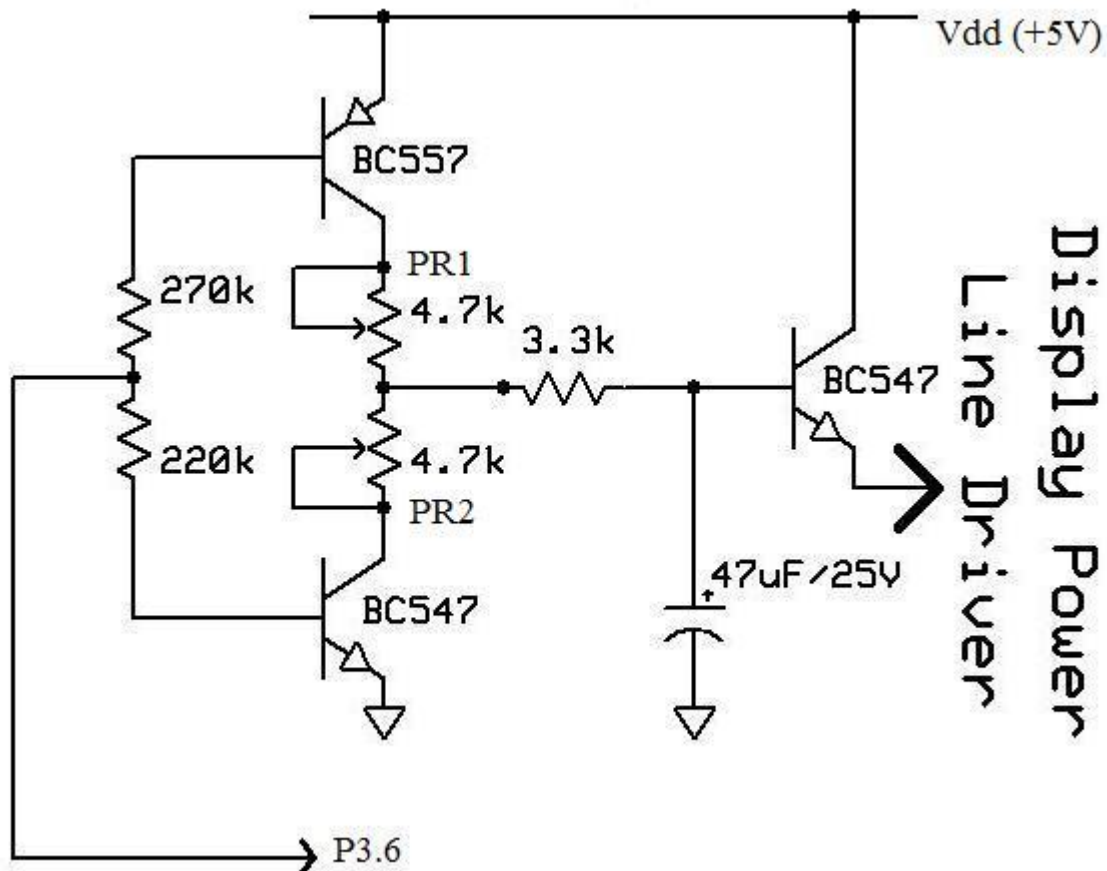 Vdd (+5V)
BC557
PR1
270k
4.7k
3.3k
BC547
220k
4.7k
PR2
BC547
47uF/25V
+
P3.6
Display Power
Line Driver